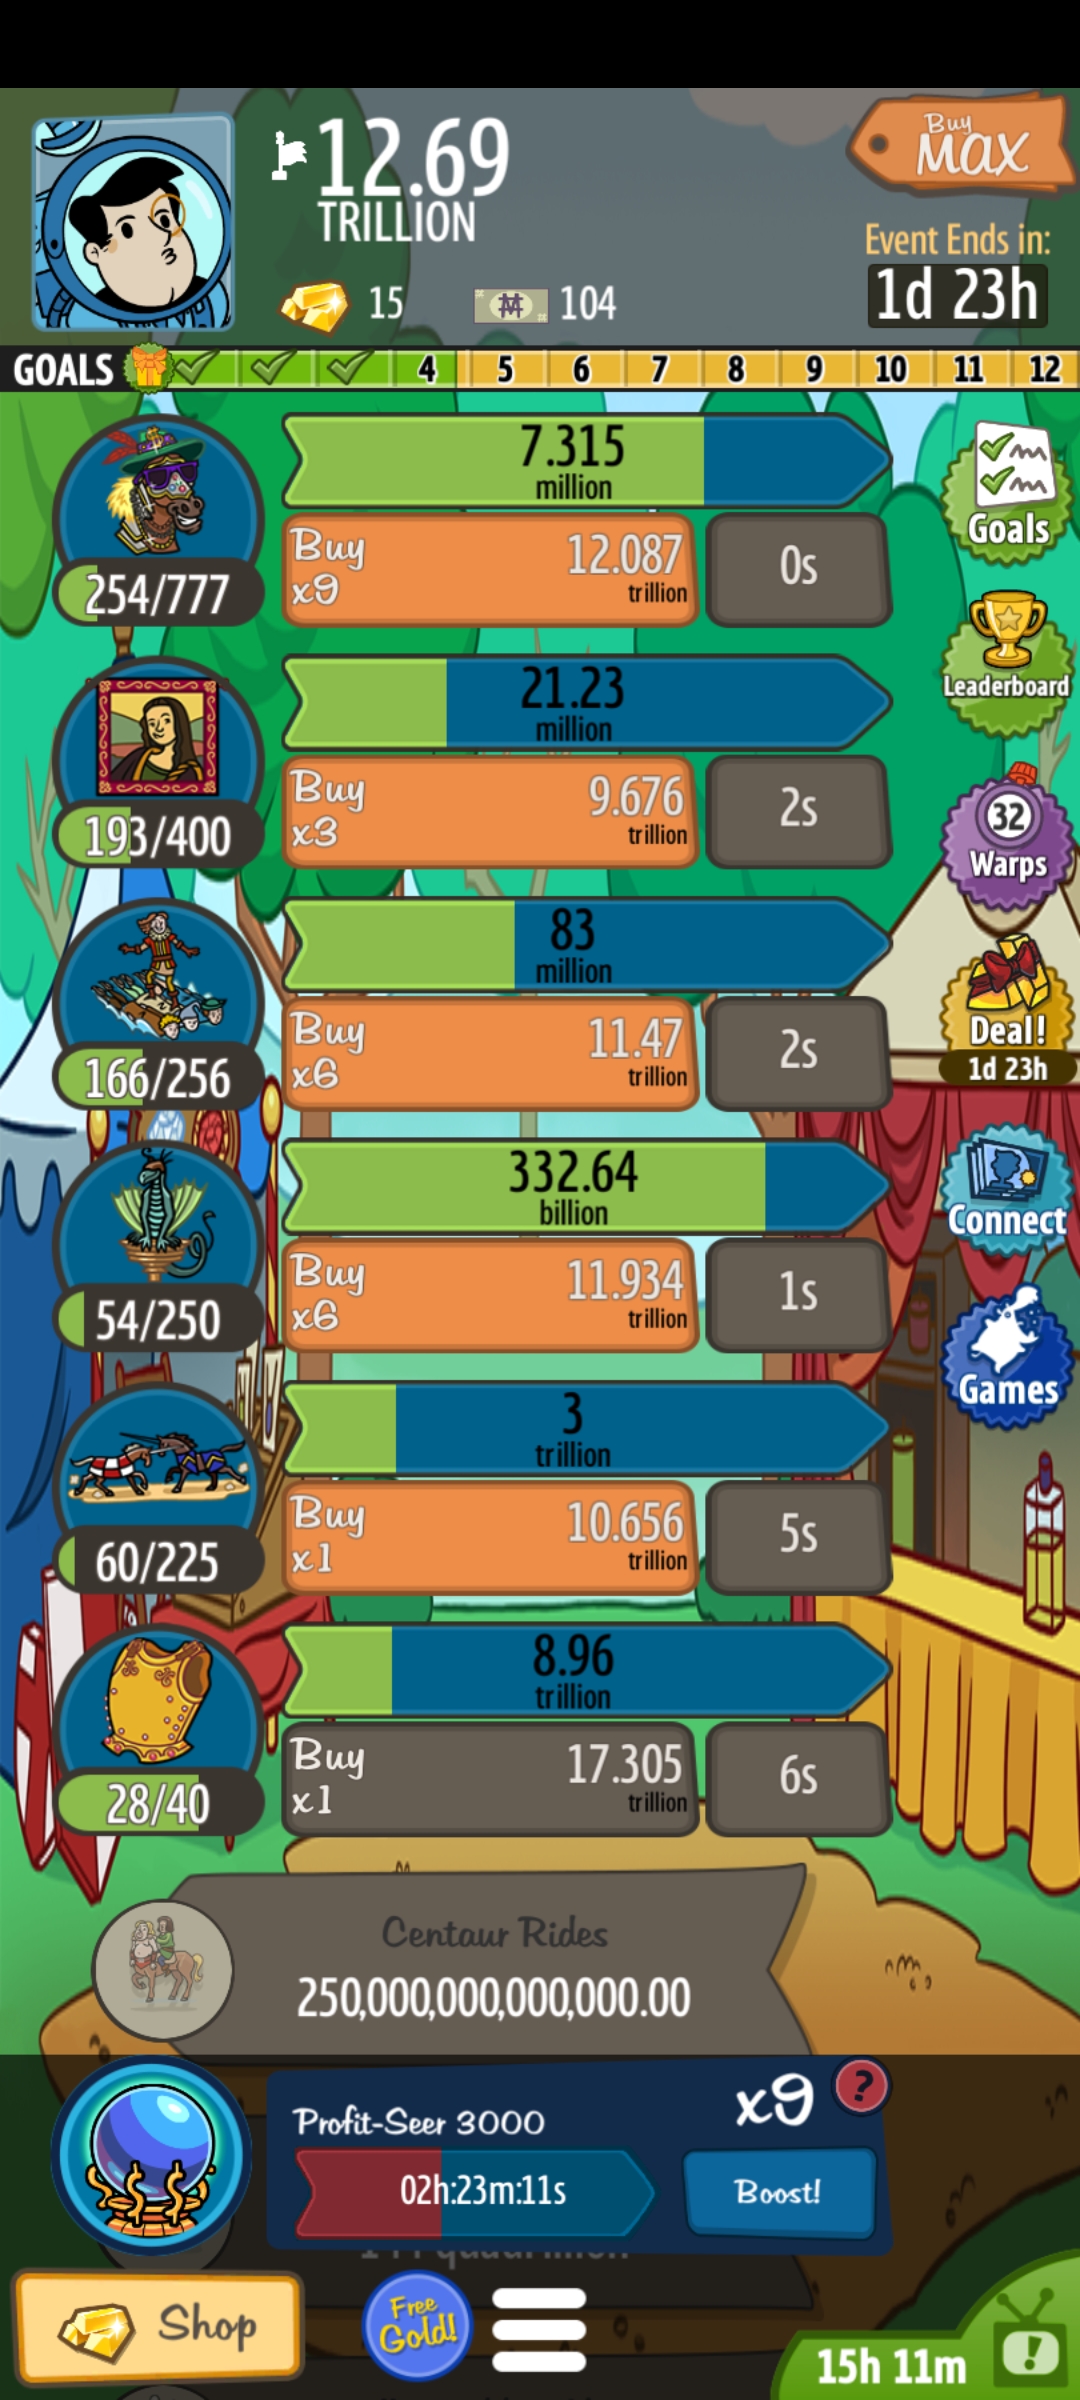 12.69
TRILLION
15
104
Buy
MAX
Event Ends in:
1d 23h
GOALS 4 5 6 7 8 9 10 11 12
7.315
million
Buy
x9
12.087
trillion
0s
254/777
Goals
21.23
million
Buy
x3
9.676
trillion
2s
193/400
Leaderboard
32
Warps
83
million
Buy
x6
11.47
trillion
2s
166/256
Deal!
1d 23h
332.64
billion
Buy
x6
11.934
trillion
1s
54/250
Connect
Games
3
trillion
Buy
x1
10.656
trillion
5s
60/225
8.96
trillion
Buy
x1
17.305
trillion
6s
28/40
Centaur Rides
250,000,000,000,000.00
Profit-Seer 3000
x9
?
02h:23m:11s
Boost!
Shop
Free
Gold!
15h 11m
!